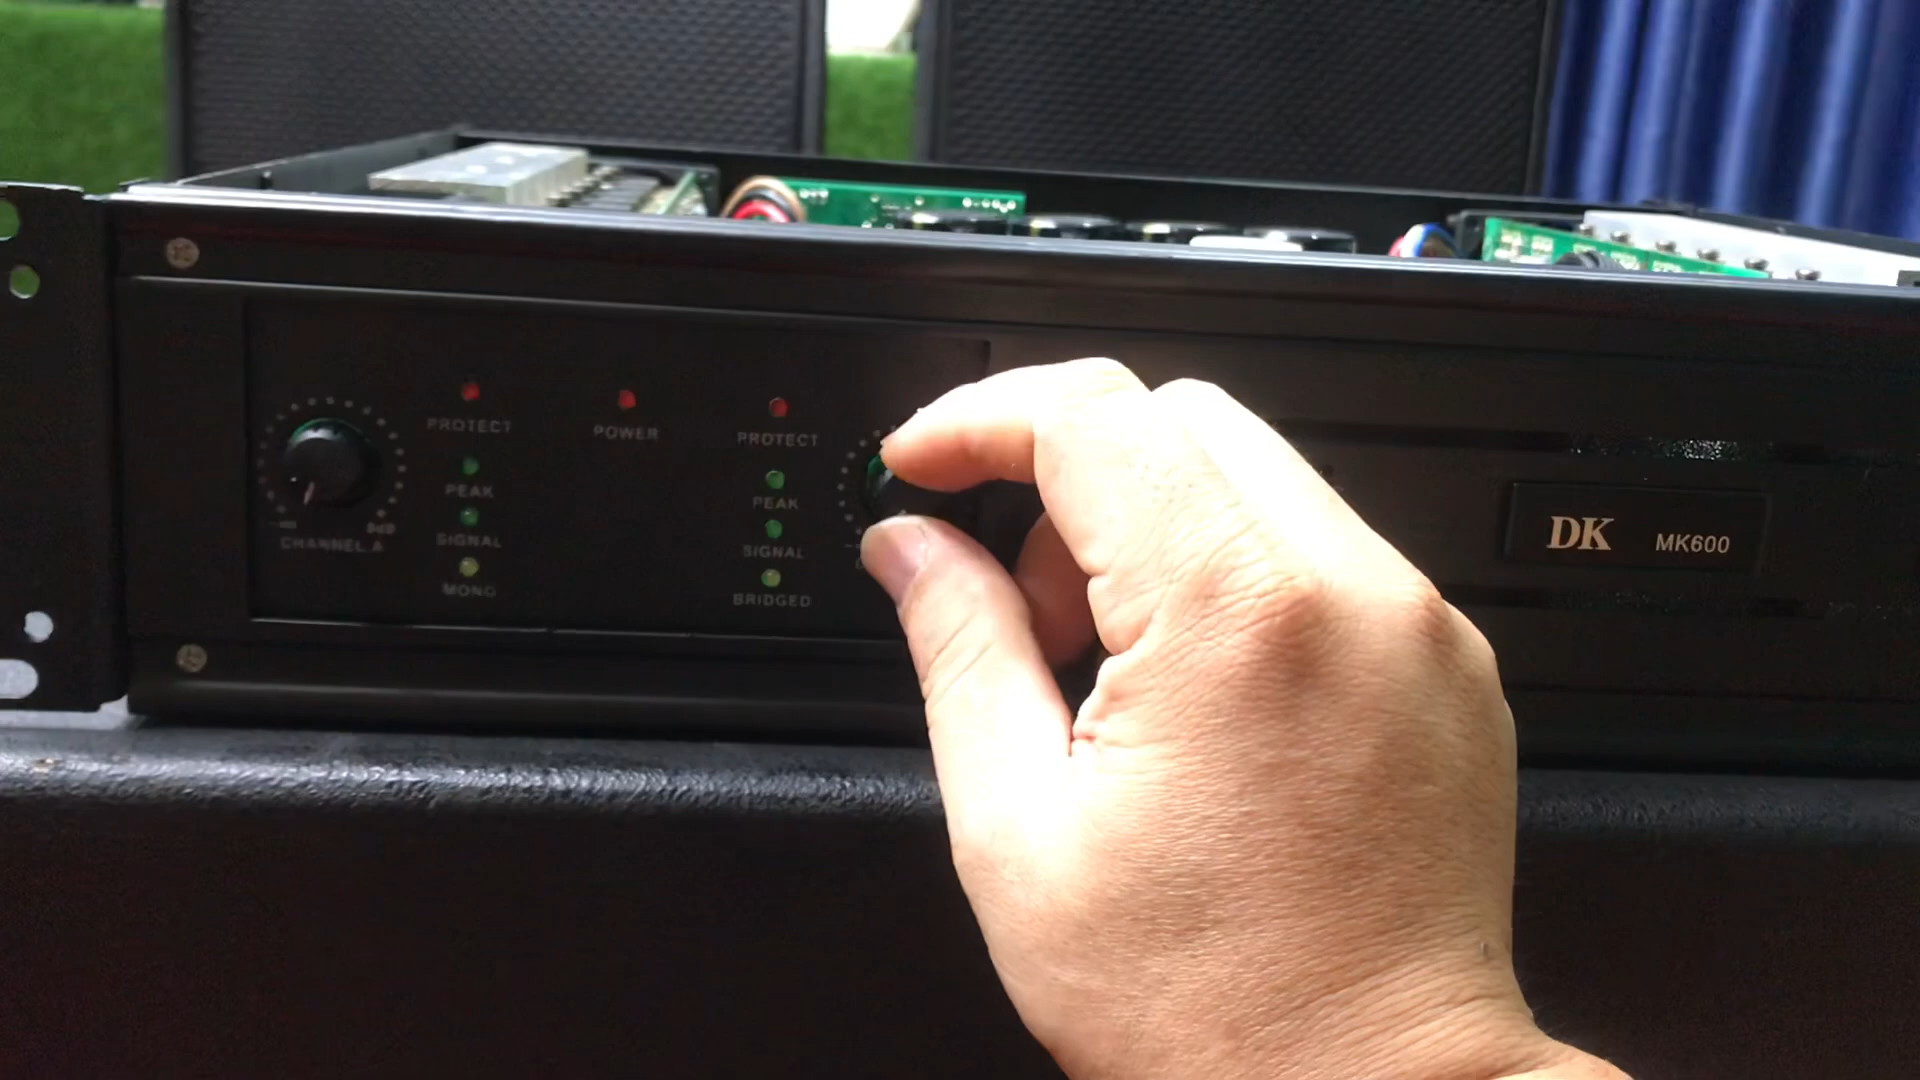 PROTECT
PEAK
SIGNAL
MONO
POWER
PROTECT
PEAK
SIGNAL
BRIDGED
CHANNEL A
DK MK600